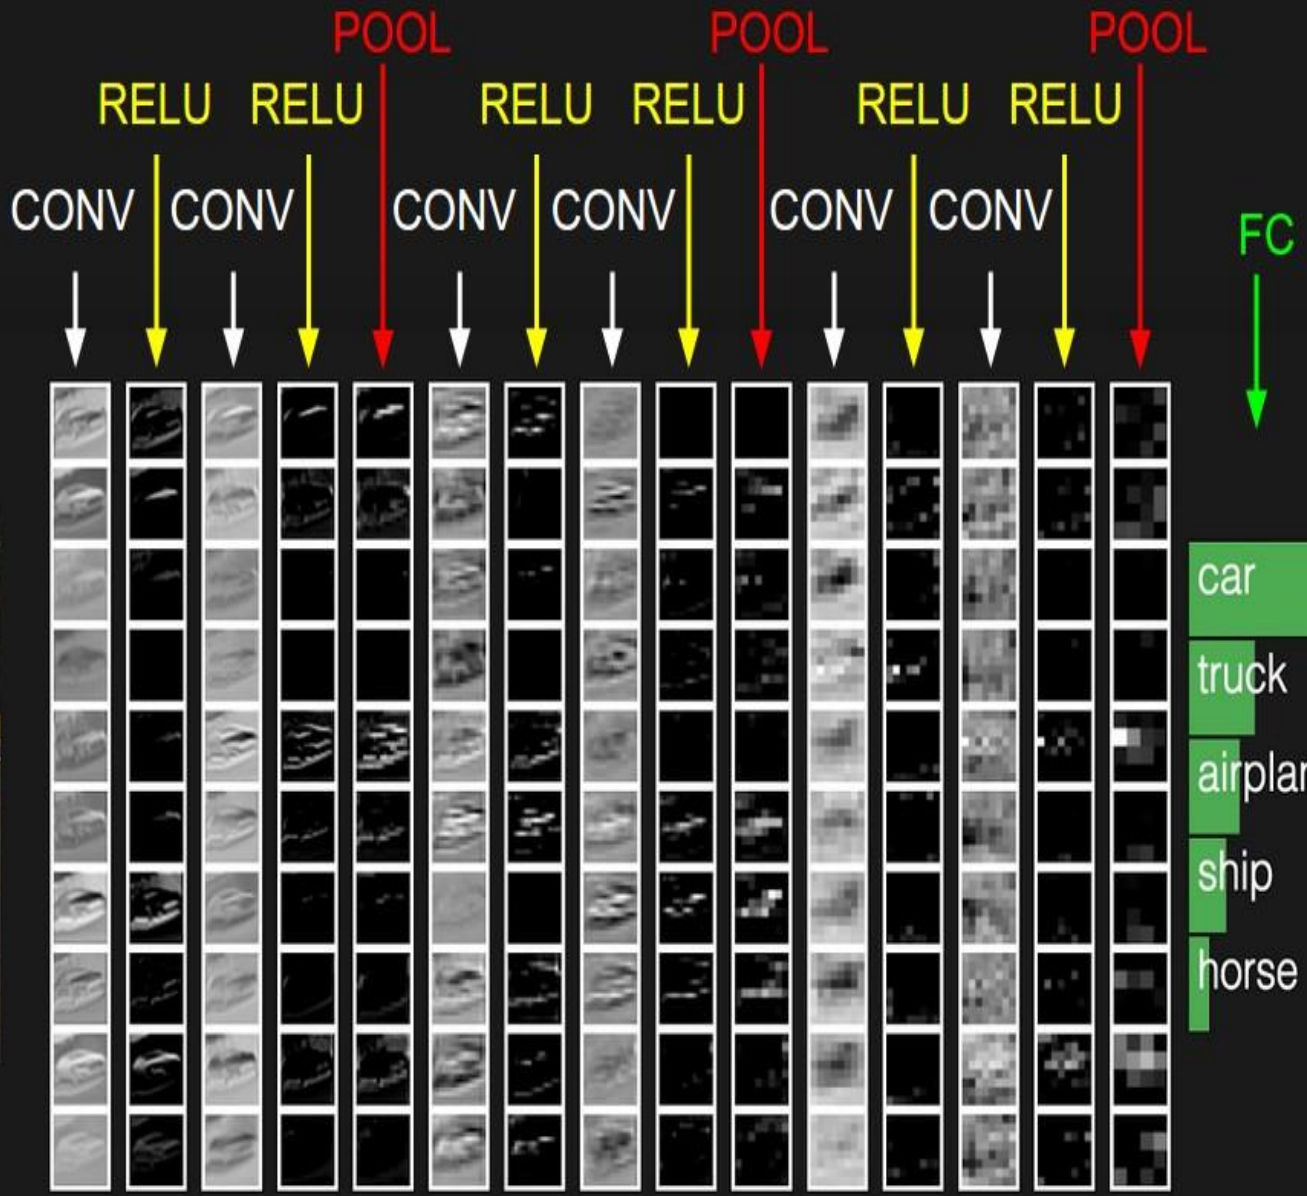 POOL POOL POOL
RELU RELU RELU RELU RELU RELU
CONV CONV CONV CONV CONV CONV
FC
car
truck
airplan
ship
horse